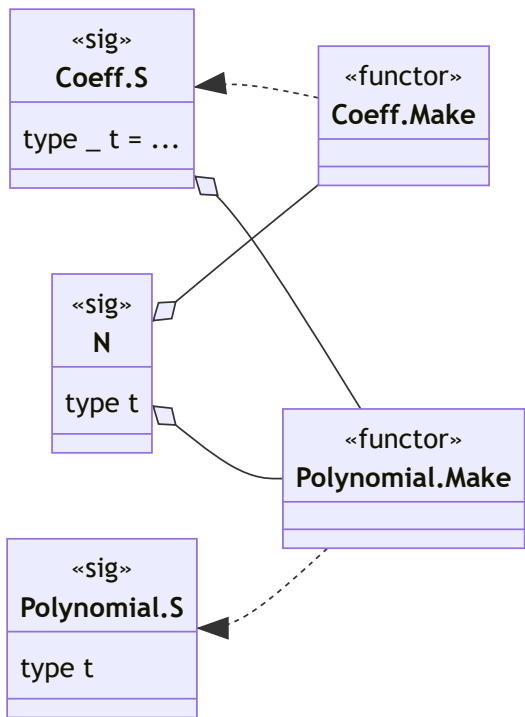 «sig»
Coeff.S
type _ t = ...
«functor»
Coeff.Make
«sig»
N
type t
«functor»
Polynomial.Make
«sig»
Polynomial.S
type t